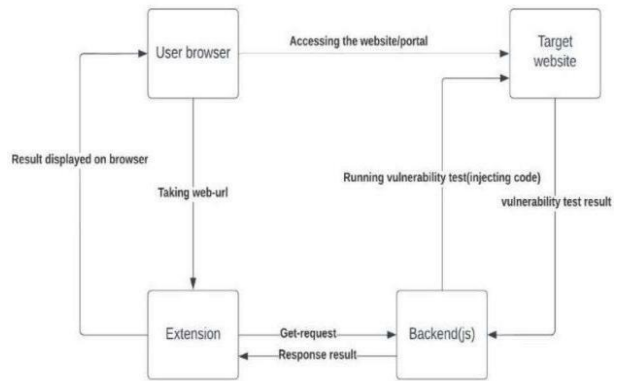 User browser
Accessing the website/portal
Target
website
Result displayed on browser
Taking web-url
Running vulnerability test(injecting code)
vulnerability test result
Extension
Get-request
Response result
Backend(js)